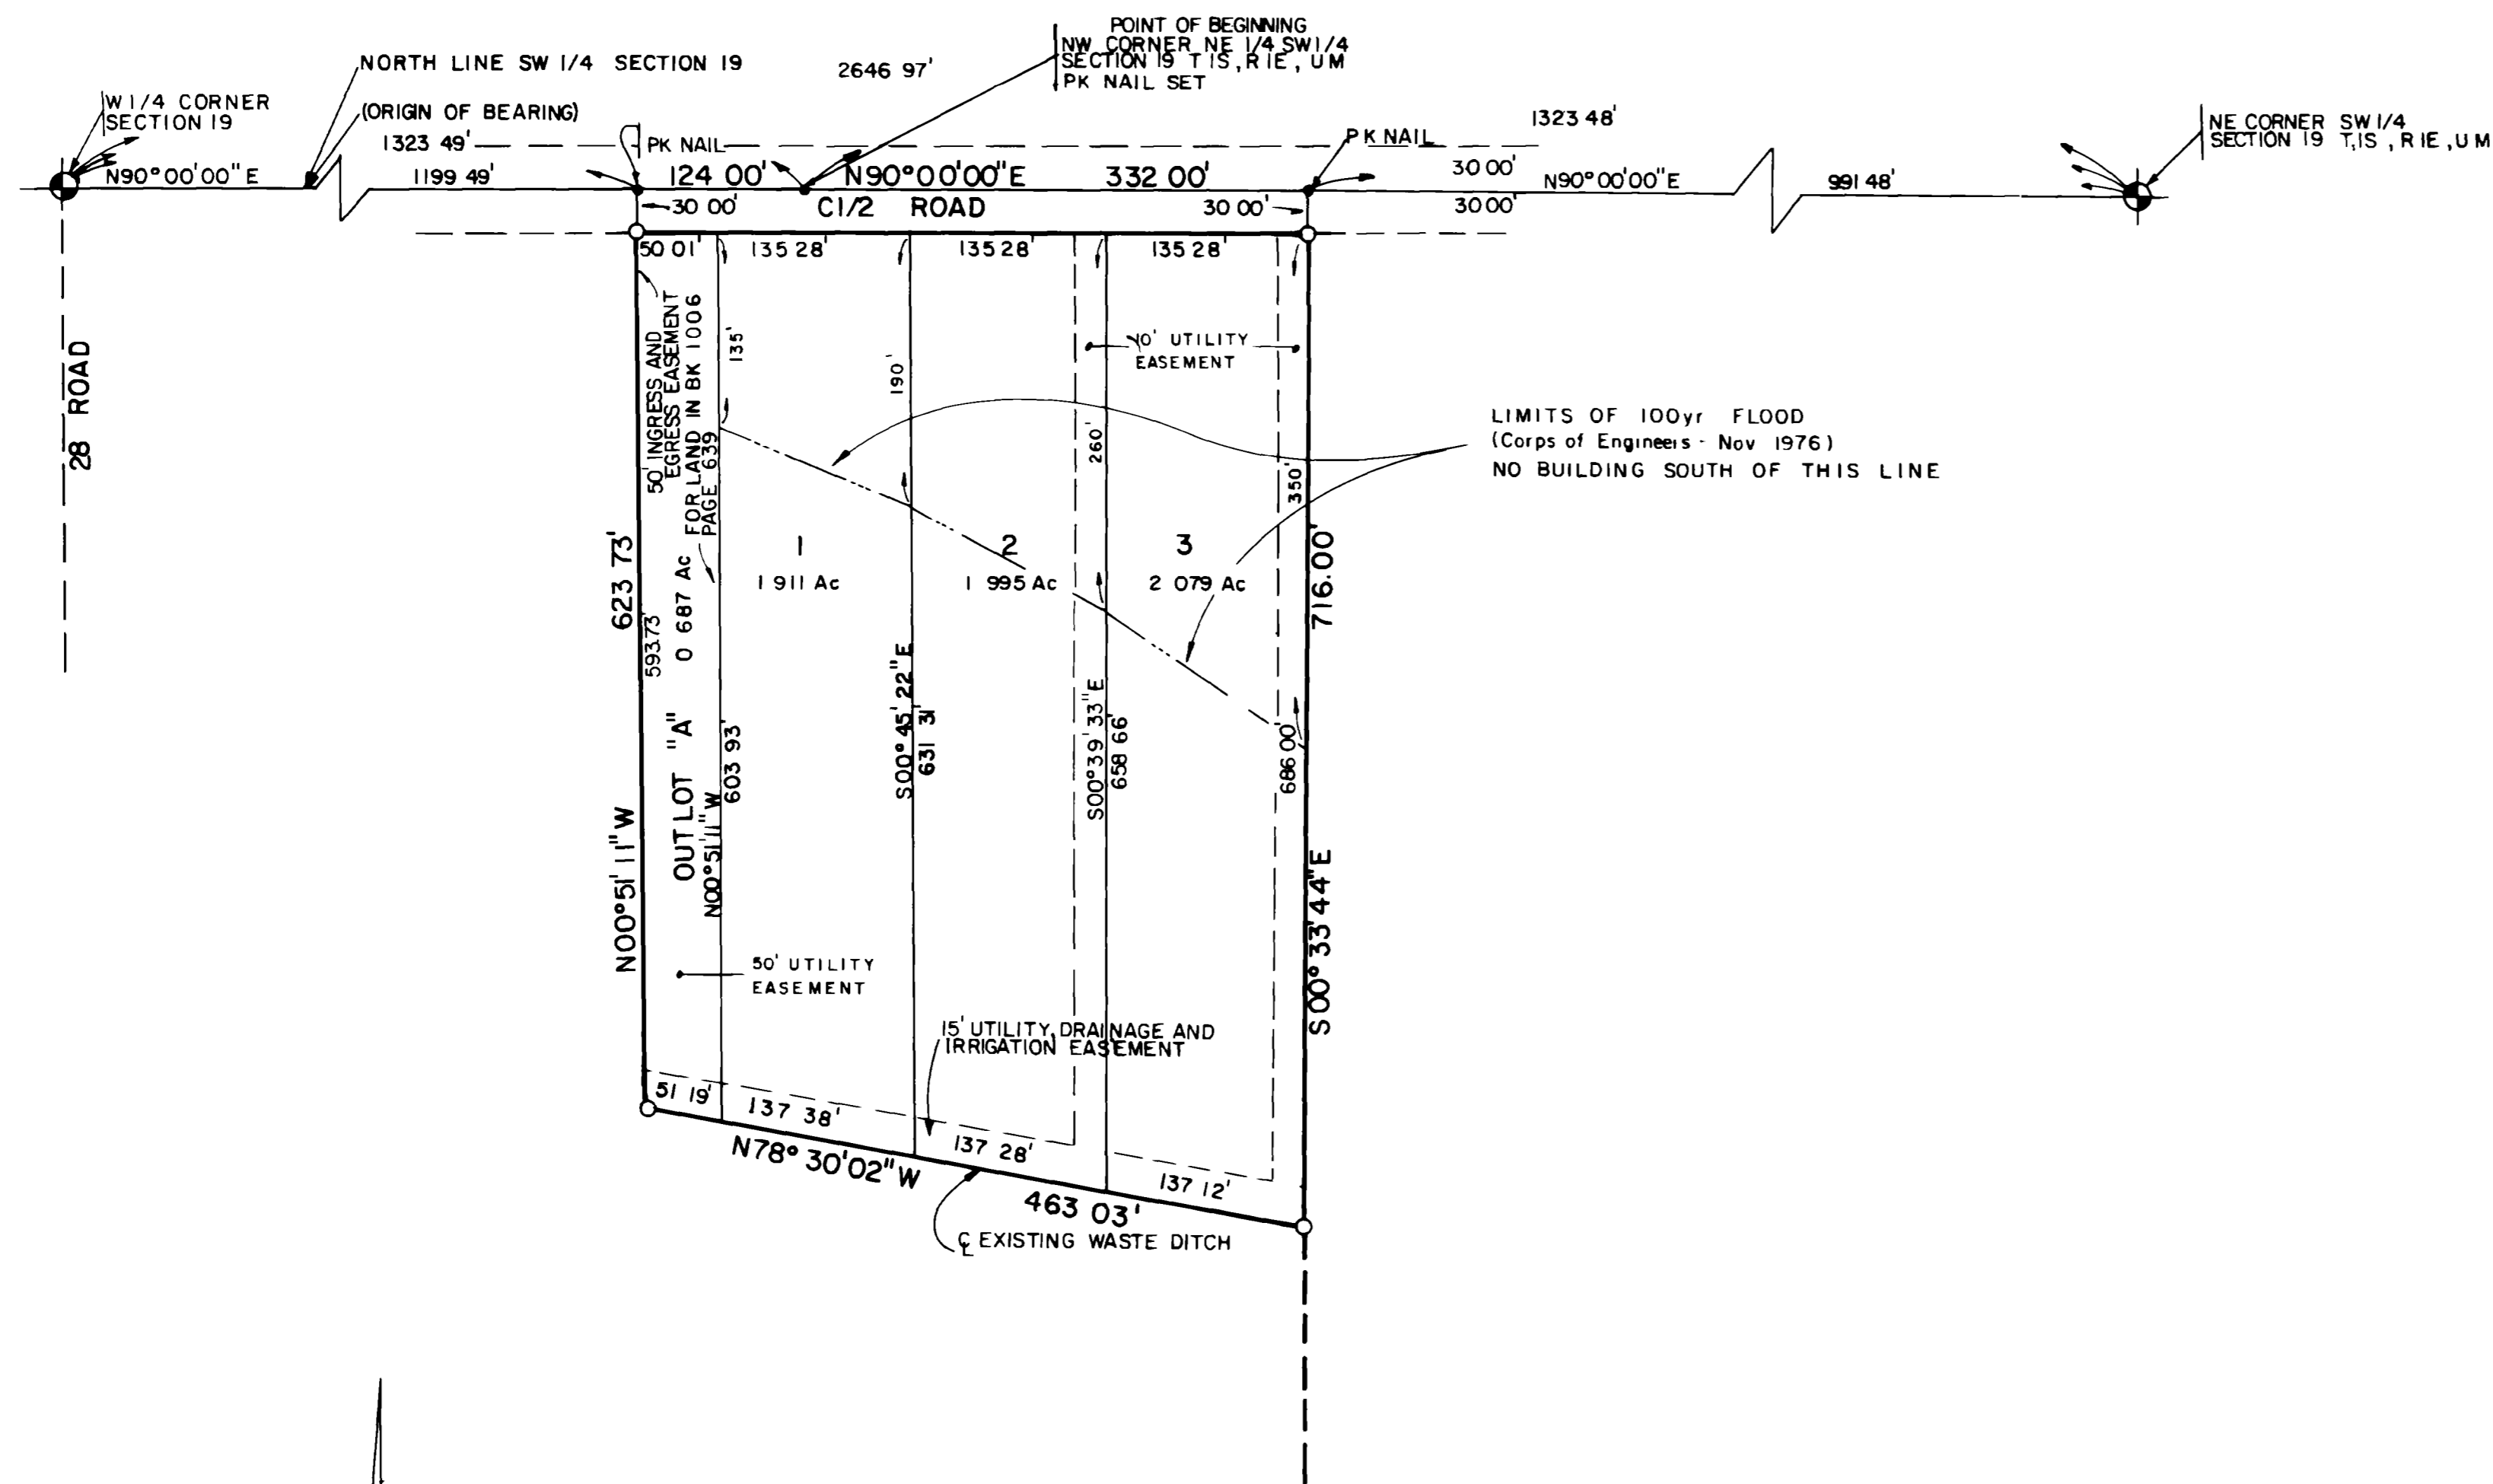 POINT OF BEGINNING
NW CORNER NE 1/4 SW1/4
SECTION 19 T1S, R1E, UM
PK NAIL SET
NORTH LINE SW 1/4 SECTION 19
(ORIGIN OF BEARING)
2646 97'
W 1/4 CORNER
SECTION 19
1323 49'
PK NAIL
PK NAIL
1323 48'
NE CORNER SW 1/4
SECTION 19 T,1S, R1E, UM
N90°00'00"E
1199 49'
124 00'
N90°00'00"E
332 00'
30 00'
N90°00'00"E
991 48'
30 00'
C1/2 ROAD
30 00'
30 00'
50 01'
135 28'
135 28'
135 28'
28 ROAD
50' INGRESS AND
EGRESS EASEMENT
FOR LAND IN BK 1006
PAGE 639
135'
190'
260'
350'
10' UTILITY
EASEMENT
LIMITS OF 100yr FLOOD
(Corps of Engineers - Nov 1976)
NO BUILDING SOUTH OF THIS LINE
1
1 911 Ac
2
1 995 Ac
3
2 079 Ac
623 73'
593.73'
0 687 Ac
OUTLOT "A"
N00°51'11"W
N00°51'11"W
603 93'
S00°45'22"E
631 31'
S00°39'33"E
658 66'
686 00'
716.00'
S00°33'44"E
50' UTILITY
EASEMENT
15' UTILITY, DRAINAGE AND
IRRIGATION EASEMENT
51 19'
137 38'
137 28'
137 12'
N78°30'02"W
463 03'
℄ EXISTING WASTE DITCH